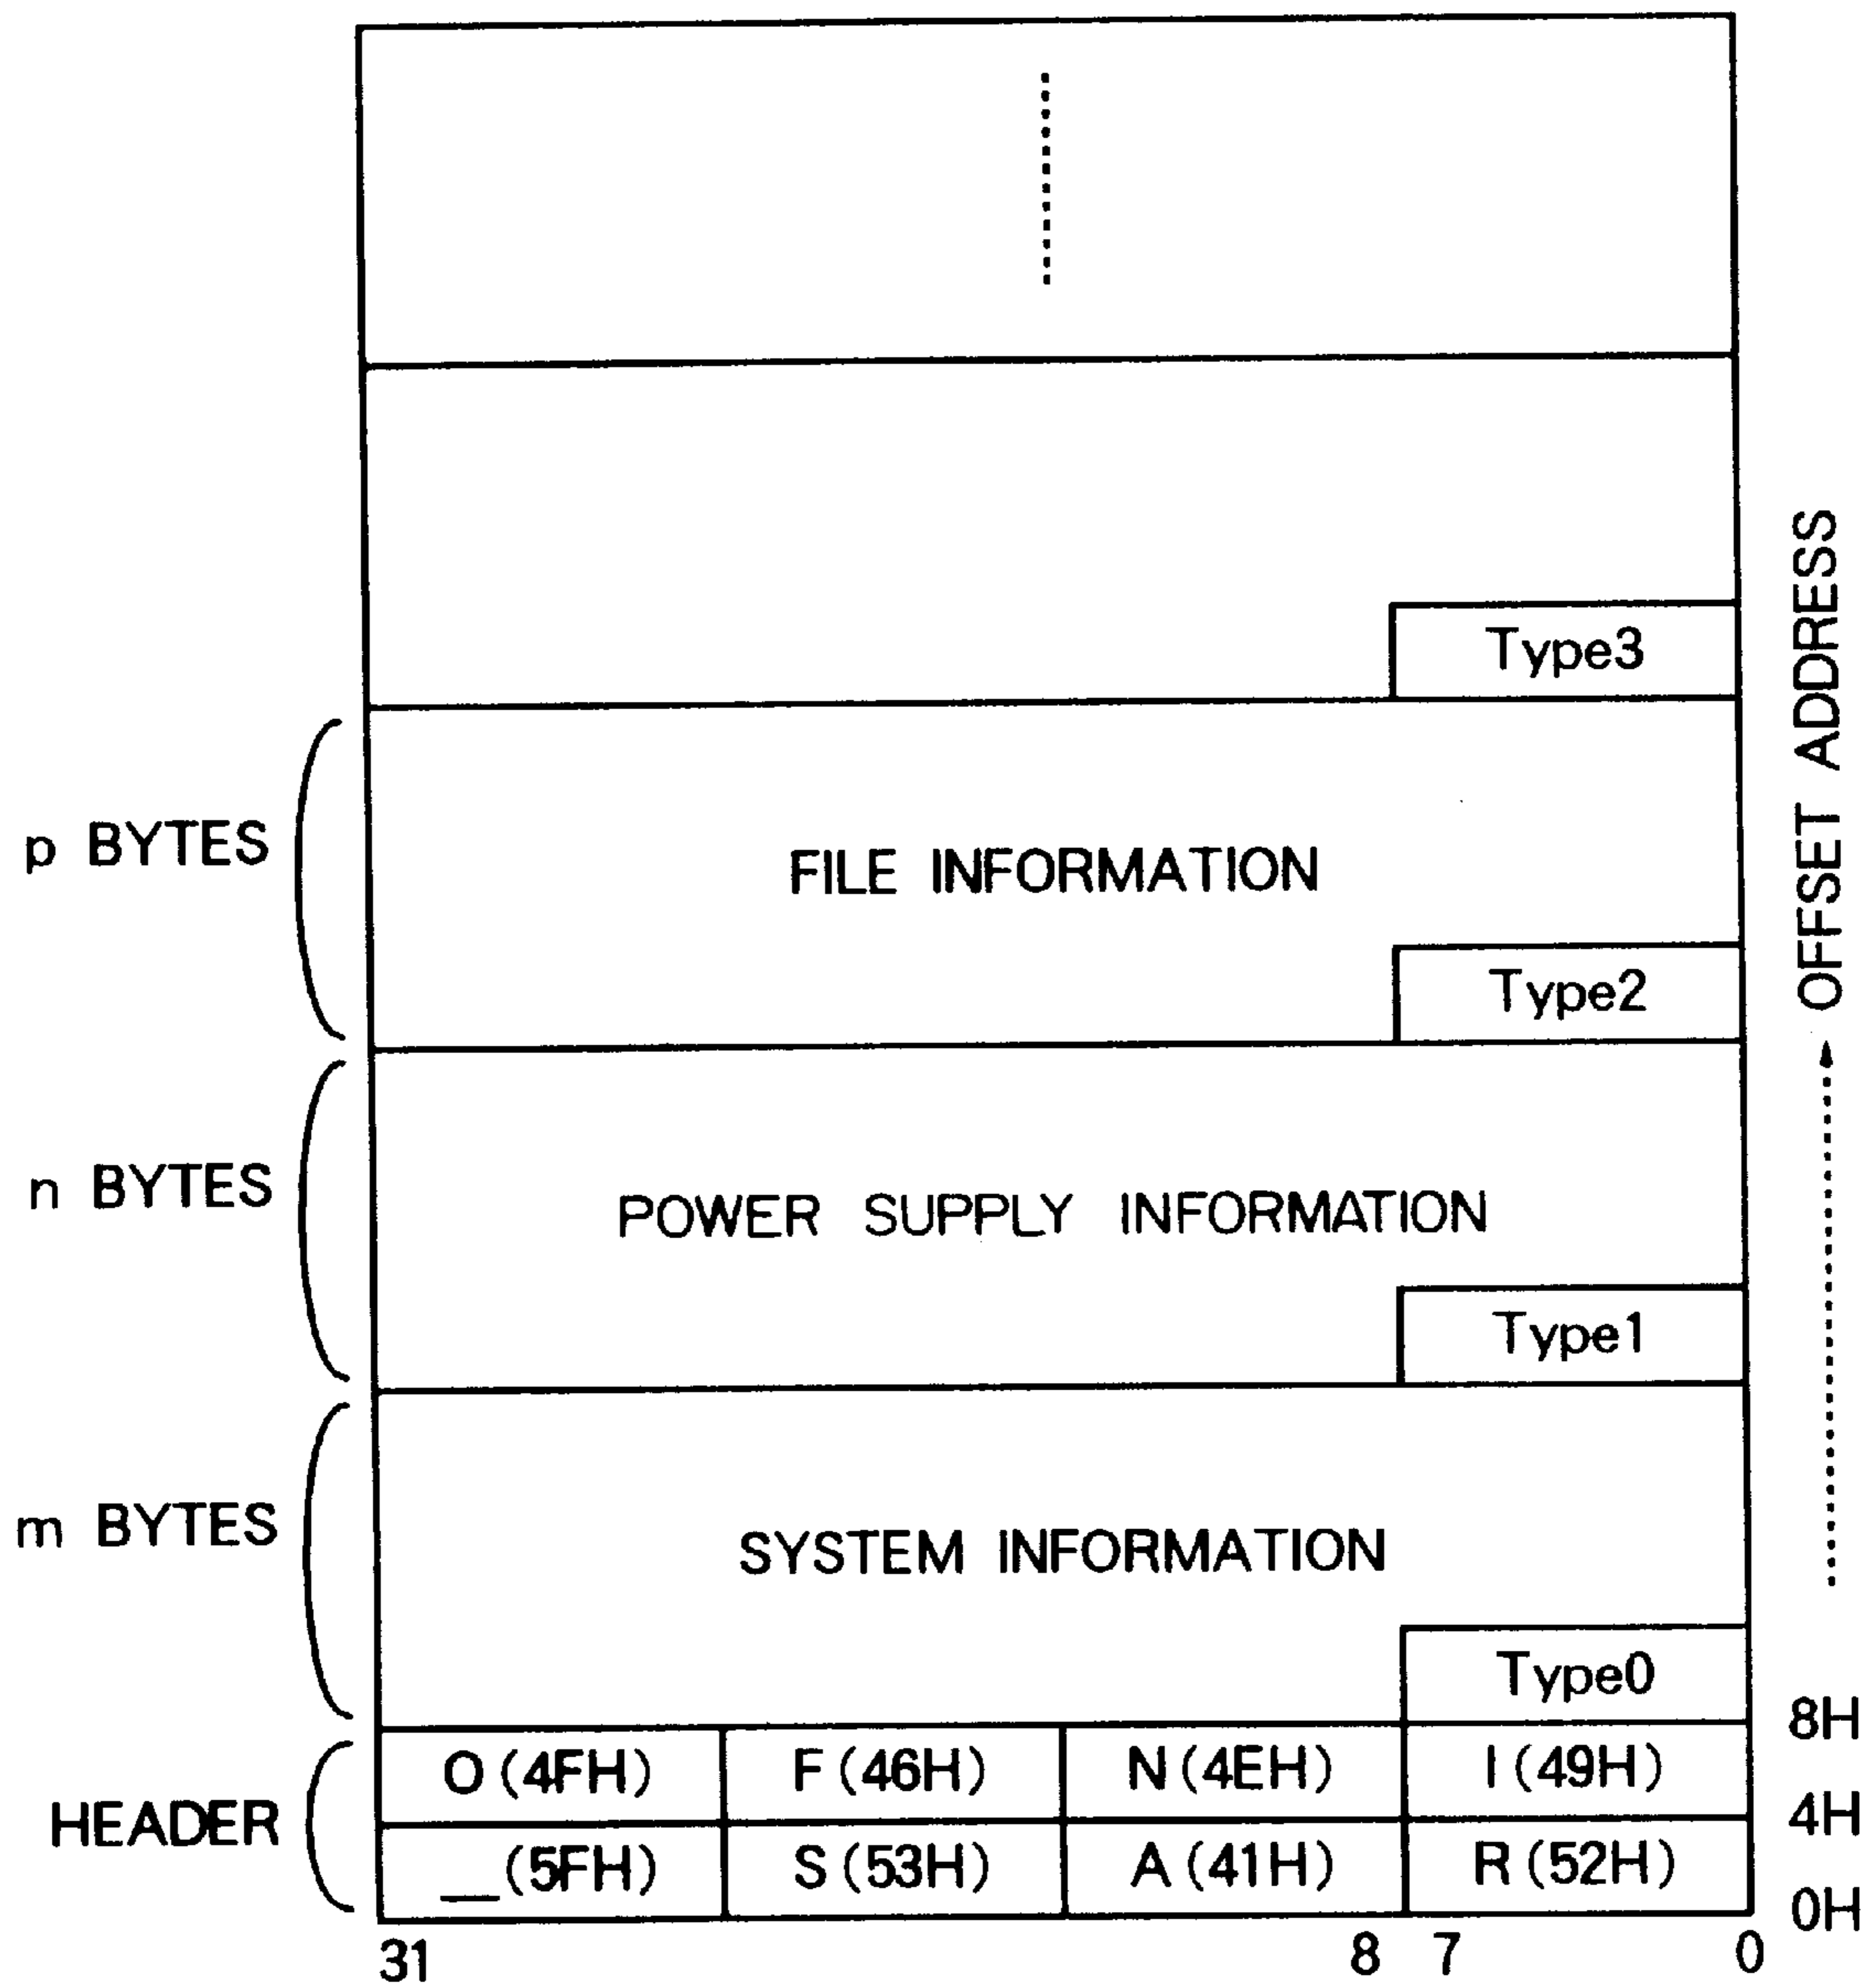 Type3
p BYTES
FILE INFORMATION
Type2
OFFSET ADDRESS
n BYTES
POWER SUPPLY INFORMATION
Type1
m BYTES
SYSTEM INFORMATION
Type0
8H
HEADER
O(4FH) F(46H) N(4EH) I(49H)
4H
_(5FH) S(53H) A(41H) R(52H)
0H
31 8 7 0